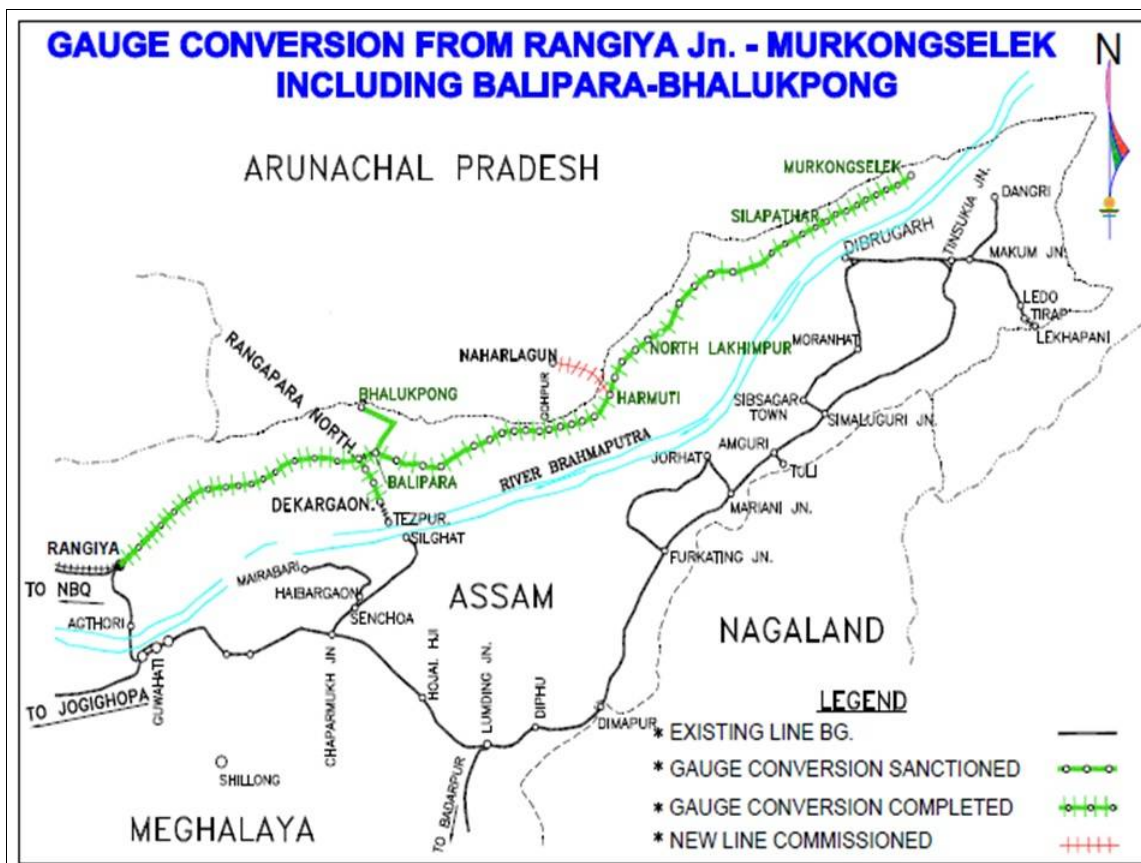 GAUGE CONVERSION FROM RANGIYA Jn. - MURKONGSELEK
INCLUDING BALIPARA-BHALUKPONG
N
ARUNACHAL PRADESH
MURKONGSELEK
SILAPATHAR
DIBRUGARH
TINSUKIA JN.
DANGRI
MAKUM JN.
LEDO
TIRAP
LEKHAPANI
NAHARLAGUN
GOHPUR
NORTH LAKHIMPUR
HARMUTI
MORANHAT
SIBSAGAR
TOWN
SIMALUGURI JN.
RANGAPARA NORTH
BHALUKPONG
BALIPARA
RIVER BRAHMAPUTRA
AMGURI
JORHAT
TULI
MARIANI JN.
DEKARGAON.
TEZPUR.
SILGHAT
FURKATING JN.
RANGIYA
TO NBQ
MAIRABARI
HAIBARGAON
SENCHOA
ASSAM
NAGALAND
AGTHORI
GUWAHATI
TO JOGIGHOPA
CHAPARMUKH JN
HOJAI HJI
LUMDING JN.
DIPHU
DIMAPUR
TO BADARPUR
SHILLONG
MEGHALAYA
LEGEND
* EXISTING LINE BG.
* GAUGE CONVERSION SANCTIONED
* GAUGE CONVERSION COMPLETED
* NEW LINE COMMISSIONED